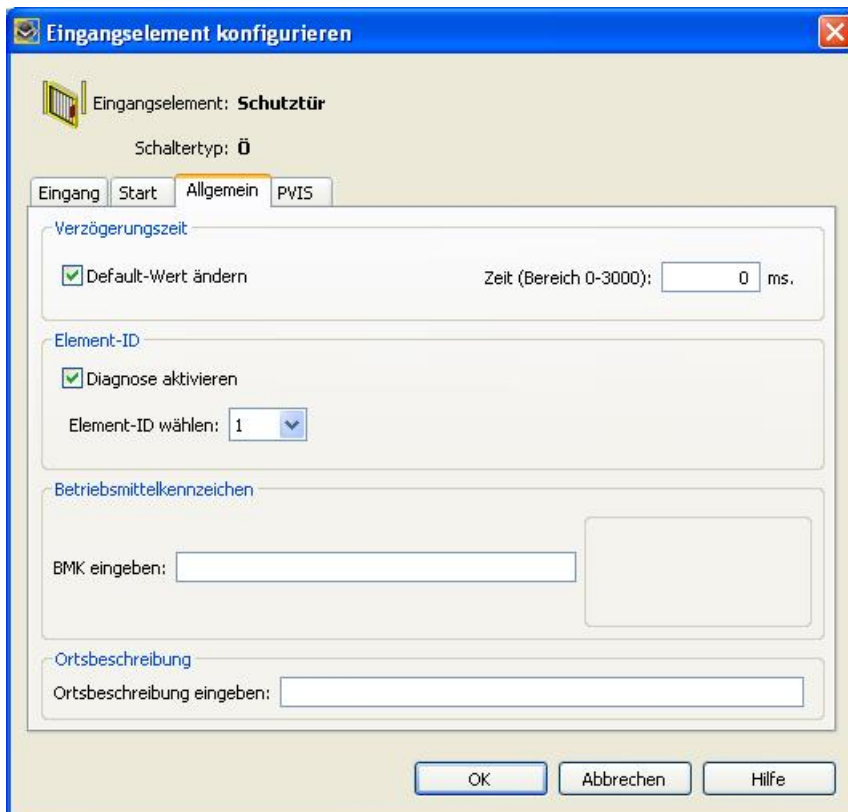 Eingangselement konfigurieren
Eingangselement: Schutztür
Schaltertyp: Ö
Eingang Start Allgemein PVIS
Verzögerungszeit
Default-Wert ändern Zeit (Bereich 0-3000): 0 ms.
Element-ID
Diagnose aktivieren
Element-ID wählen: 1
Betriebsmittelkennzeichen
BMK eingeben:
Ortsbeschreibung
Ortsbeschreibung eingeben:
OK Abbrechen Hilfe